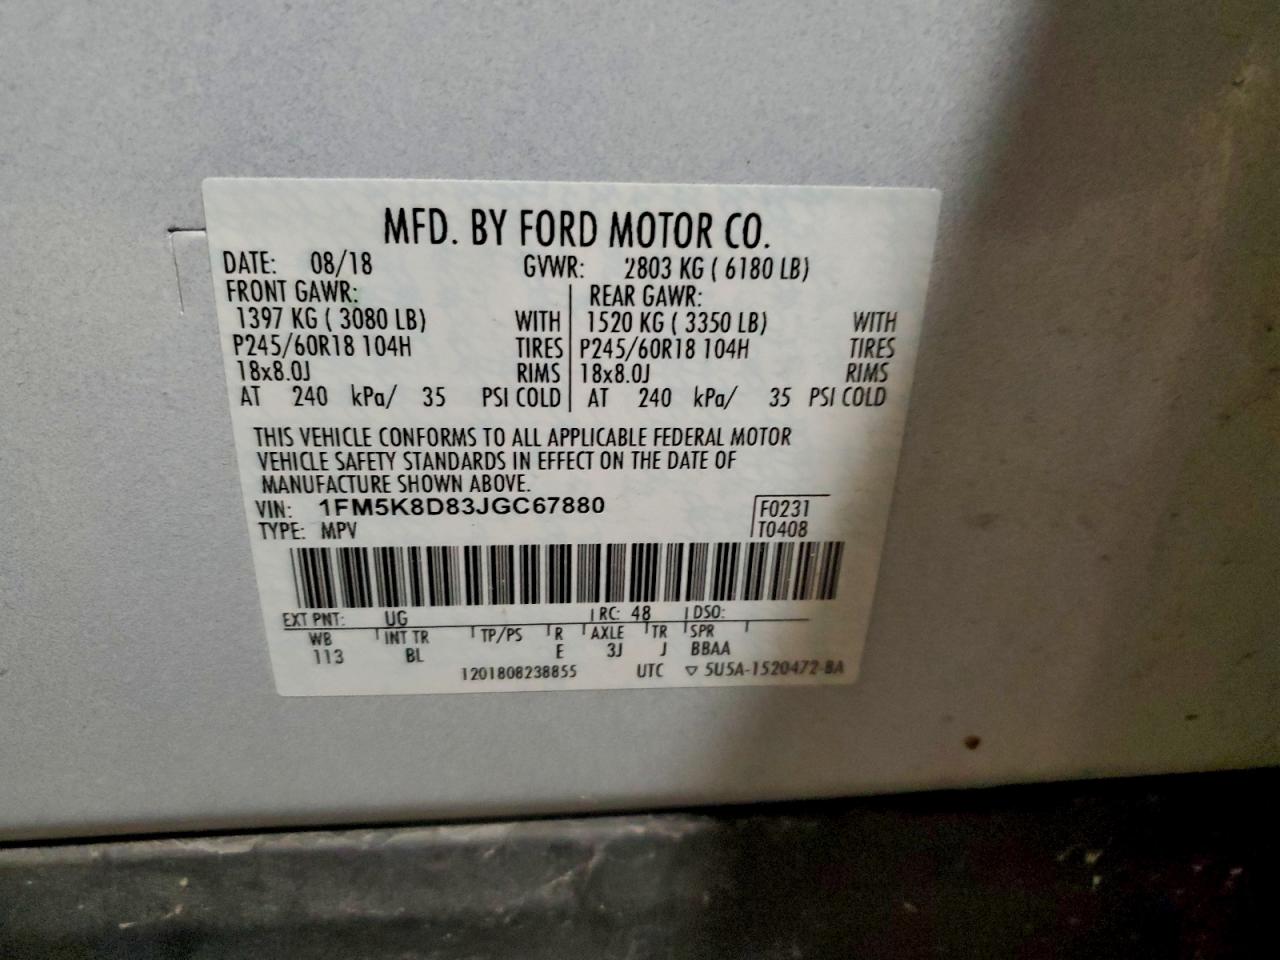 MFD. BY FORD MOTOR CO.
DATE: 08/18 GVWR: 2803 KG ( 6180 LB)
FRONT GAWR: REAR GAWR:
1397 KG ( 3080 LB) WITH 1520 KG ( 3350 LB) WITH
P245/60R18 104H TIRES P245/60R18 104H TIRES
18x8.0J RIMS 18x8.0J RIMS
AT 240 kPa/ 35 PSI COLD AT 240 kPa/ 35 PSI COLD
THIS VEHICLE CONFORMS TO ALL APPLICABLE FEDERAL MOTOR
VEHICLE SAFETY STANDARDS IN EFFECT ON THE DATE OF
MANUFACTURE SHOWN ABOVE.
VIN: 1FM5K8D83JGC67880 F0231
TYPE: MPV T0408
EXT PNT: UG RC: 48 DSO:
WB INT TR TP/PS R AXLE TR SPR
113 BL E 3J J BBAA
1201808238855 UTC ▽ 5U5A-1520472-BA